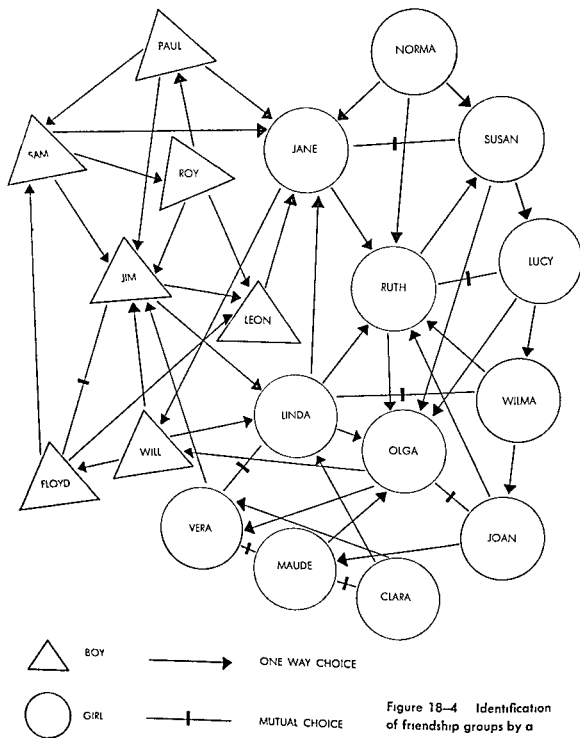 PAUL
NORMA
SAM
ROY
JANE
SUSAN
JIM
LEON
RUTH
LUCY
LINDA
WILMA
WILL
OLGA
FLOYD
VERA
MAUDE
JOAN
CLARA
BOY
ONE WAY CHOICE
GIRL
MUTUAL CHOICE
Figure 18–4 Identification
of friendship groups by a